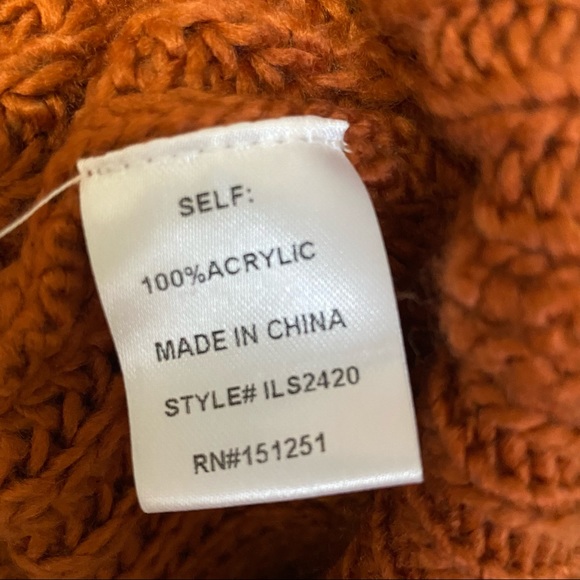 SELF:
100%ACRYLIC
MADE IN CHINA
STYLE# ILS2420
RN#151251